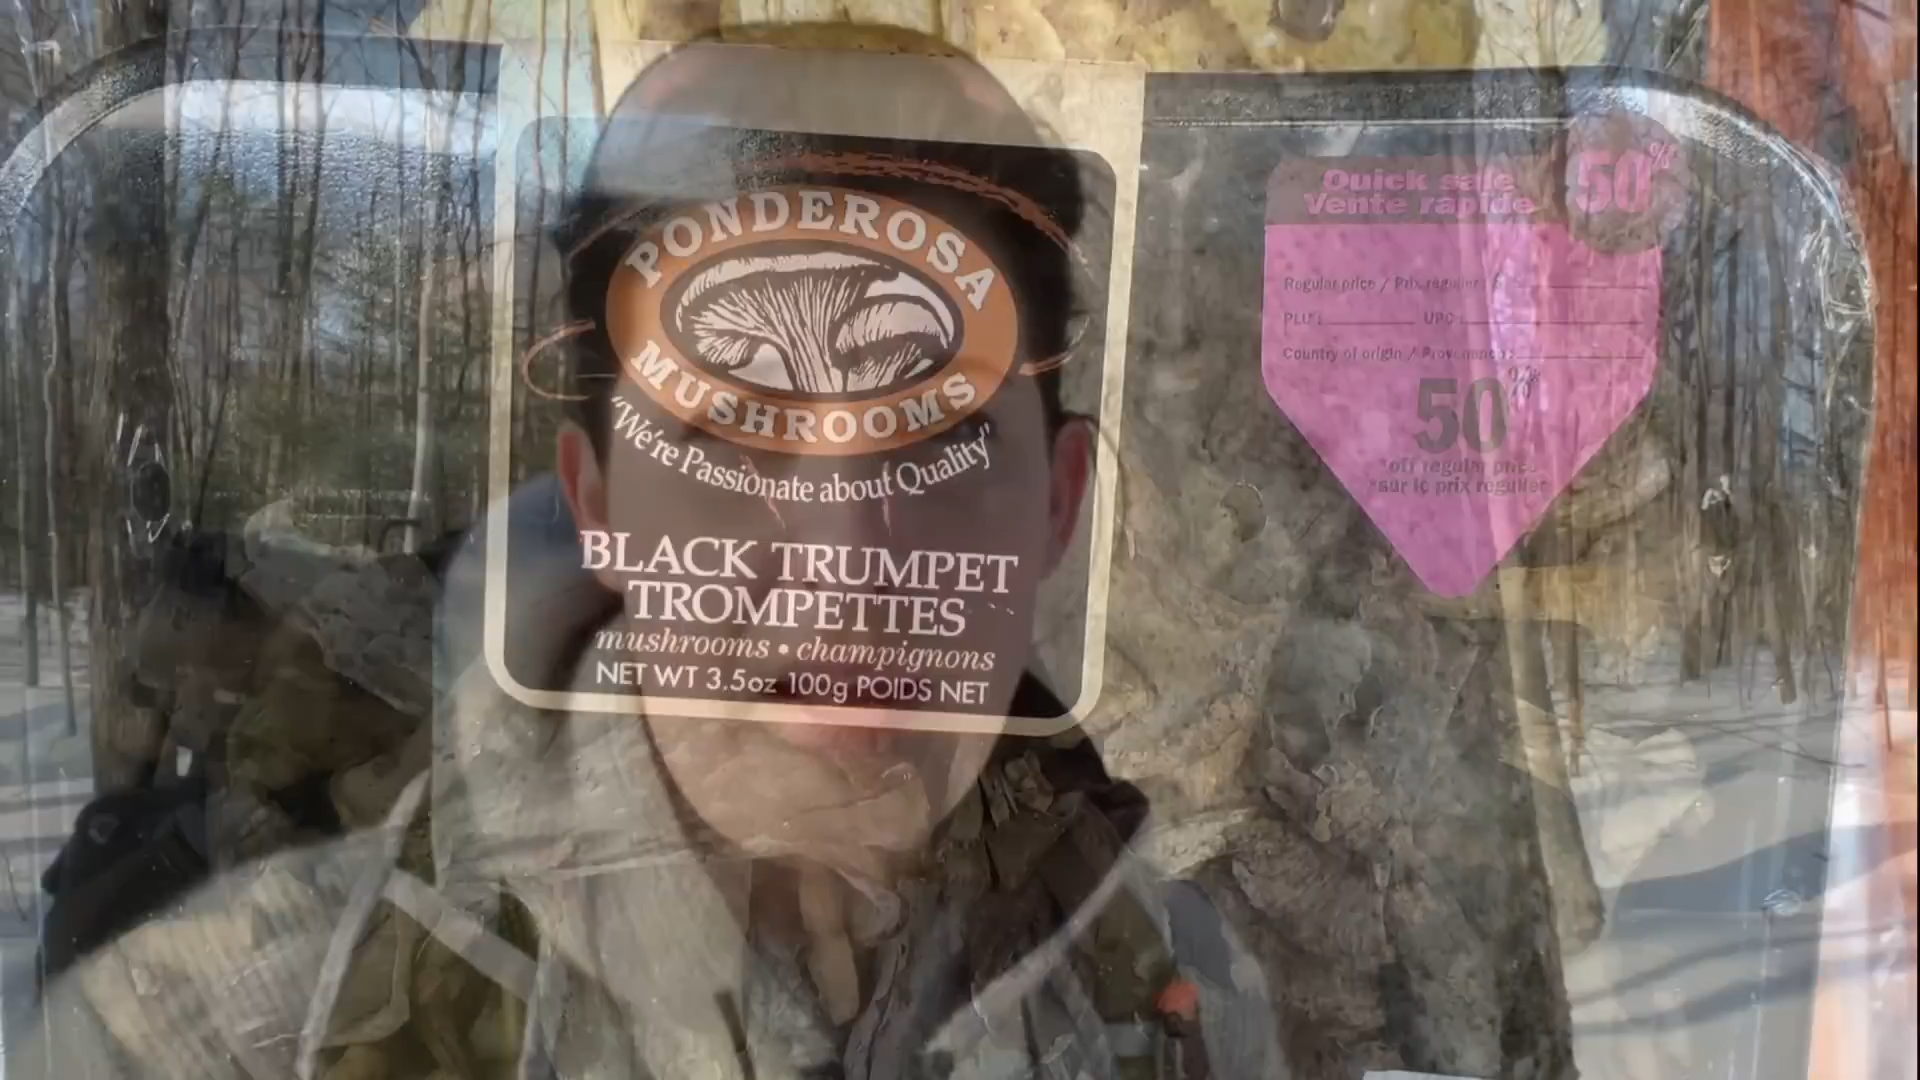 PONDEROSA
MUSHROOMS
"We're Passionate about Quality"
BLACK TRUMPET
TROMPETTES
mushrooms • champignons
NET WT 3.5oz 100g POIDS NET
Quick sale
Vente rapide
50%
Regular price / Prix régulier: $
PLU: UPC:
Country of origin / Provenance:
50%
*off regular price
*sur le prix régulier